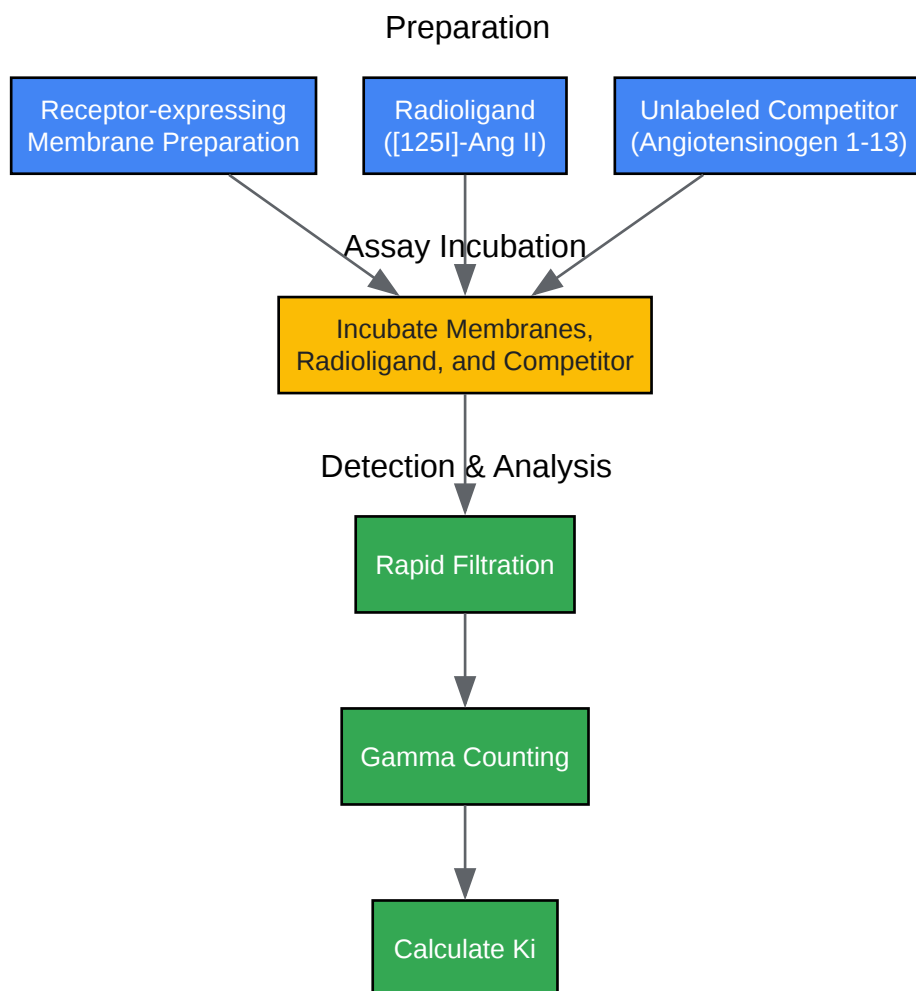 Preparation
Receptor-expressing
Membrane Preparation
Radioligand
([125I]-Ang II)
Unlabeled Competitor
(Angiotensinogen 1-13)
Assay Incubation
Incubate Membranes,
Radioligand, and Competitor
Detection & Analysis
Rapid Filtration
Gamma Counting
Calculate Ki